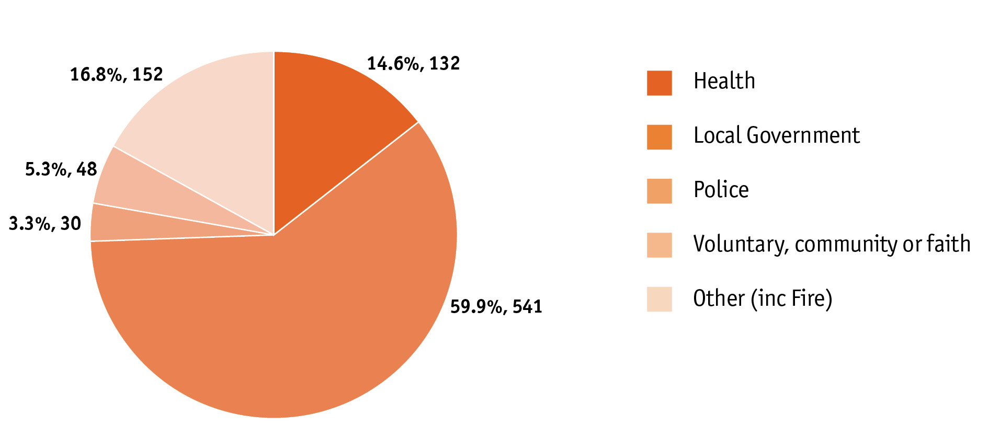 14.6%, 132
16.8%, 152
5.3%, 48
3.3%, 30
59.9%, 541
Health
Local Government
Police
Voluntary, community or faith
Other (inc Fire)